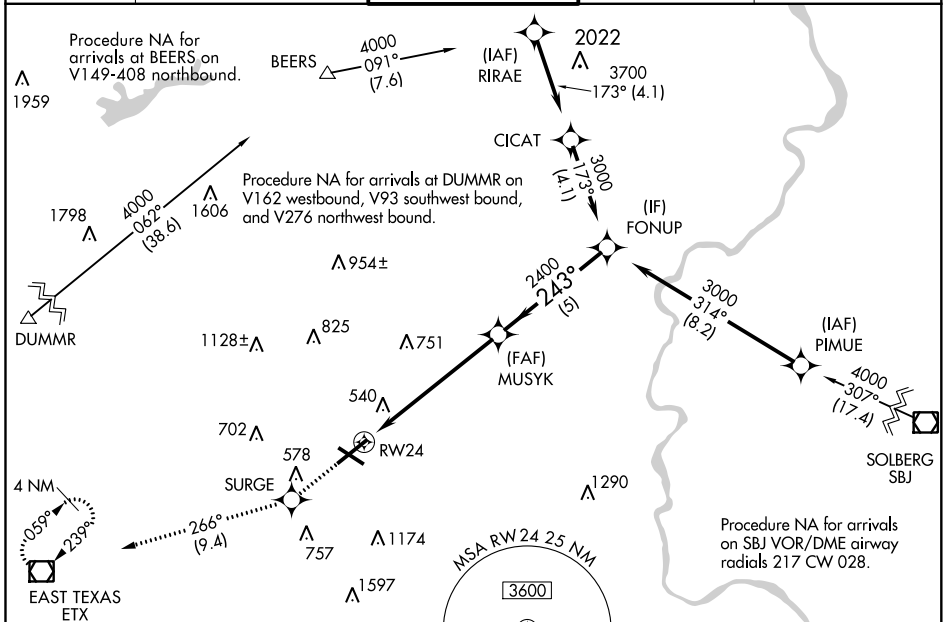 Procedure NA for
arrivals at BEERS on
V149-408 northbound.
1959
BEERS
4000
091°
(7.6)
(IAF)
RIRAE
2022
3700
173° (4.1)
CICAT
3000
173°
(4.1)
(IF)
FONUP
4000
062°
(38.6)
1606
1798
DUMMR
Procedure NA for arrivals at DUMMR on
V162 westbound, V93 southwest bound,
and V276 northwest bound.
954±
2400
243°
(5)
3000
314°
(8.2)
(IAF)
PIMUE
1128±
825
751
(FAF)
MUSYK
4000
307°
(17.4)
SOLBERG
SBJ
540
702
RW24
578
SURGE
4 NM
059°
239°
266°
(9.4)
757
1174
1290
1597
EAST TEXAS
ETX
MSA RW24 25 NM
3600
Procedure NA for arrivals
on SBJ VOR/DME airway
radials 217 CW 028.